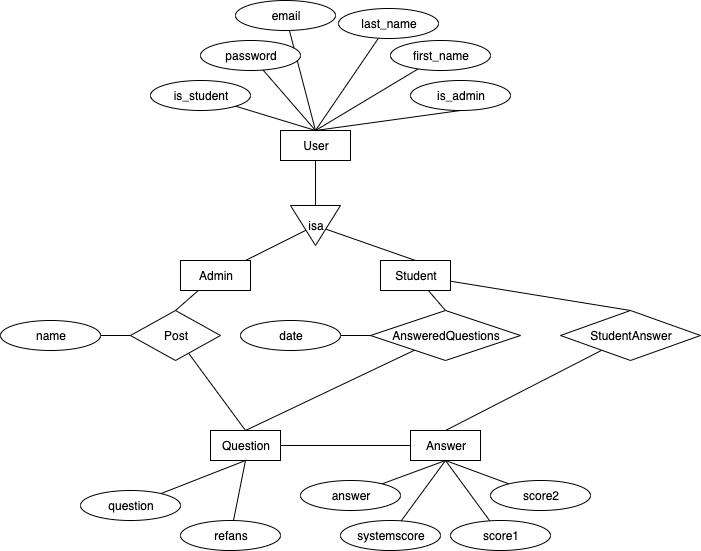 email
last_name
password
first_name
is_student
is_admin
User
isa
Admin
Student
name
Post
date
AnsweredQuestions
StudentAnswer
Question
Answer
question
answer
score2
refans
systemscore
score1